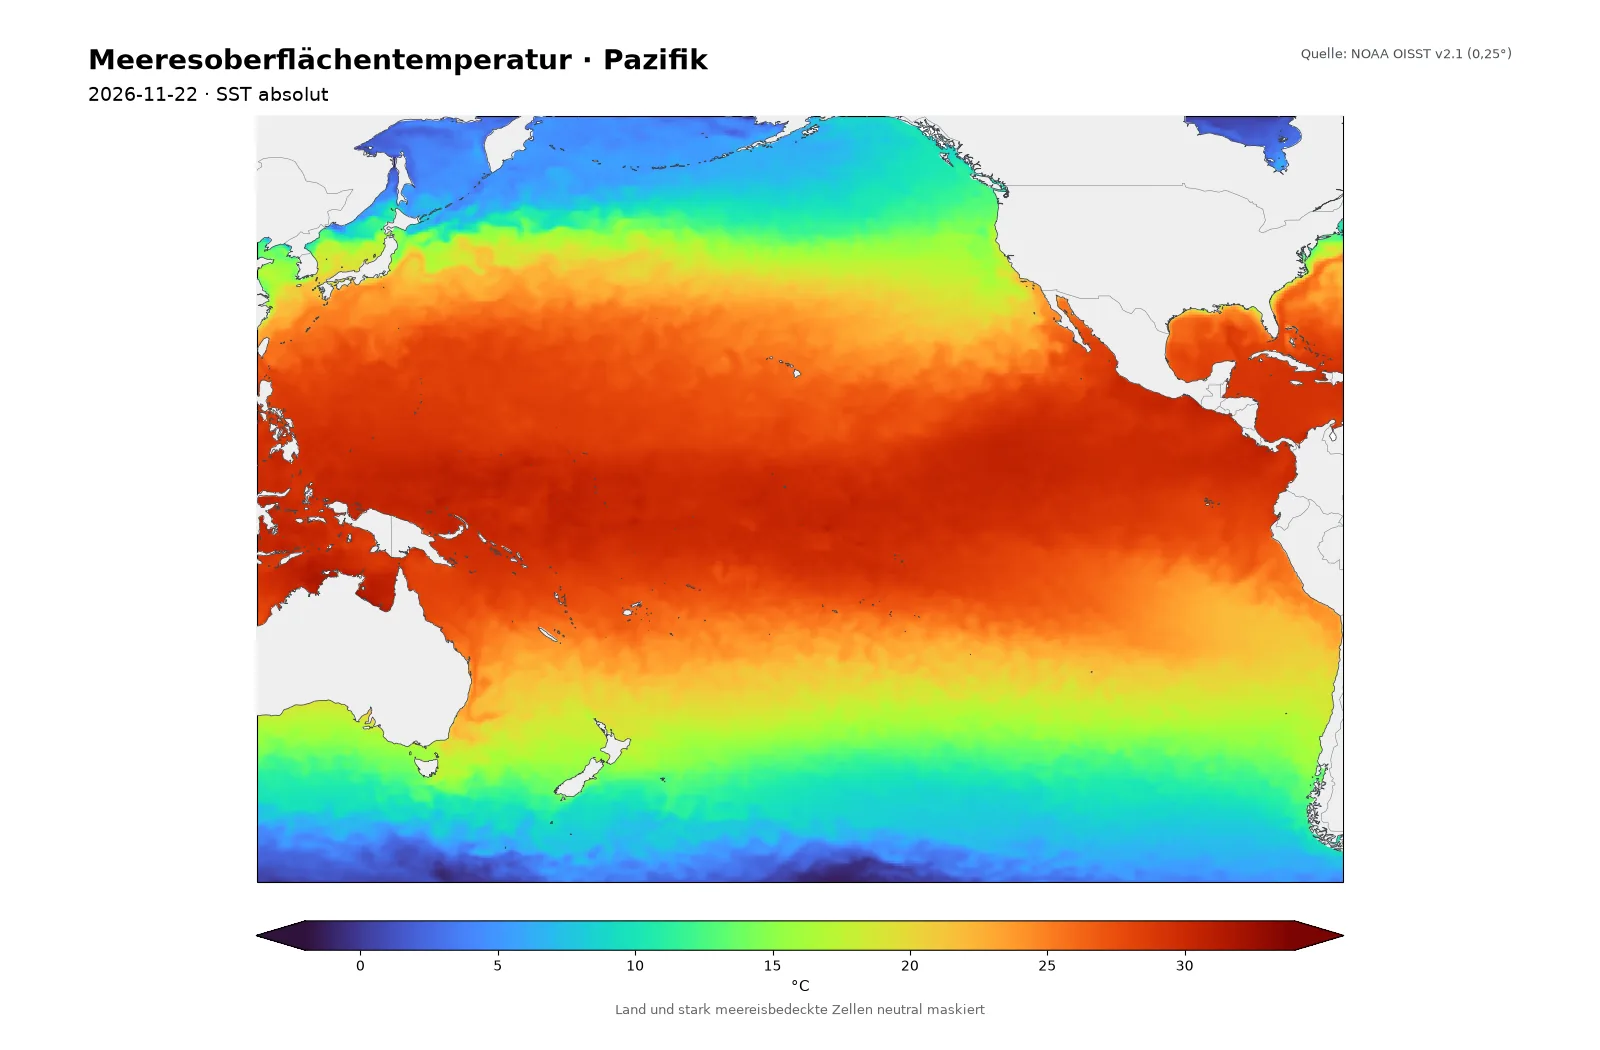 Meeresoberflächentemperatur · Pazifik
Quelle: NOAA OISST v2.1 (0,25°)
2026-11-22 · SST absolut
0 5 10 15 20 25 30
°C
Land und stark meereisbedeckte Zellen neutral maskiert